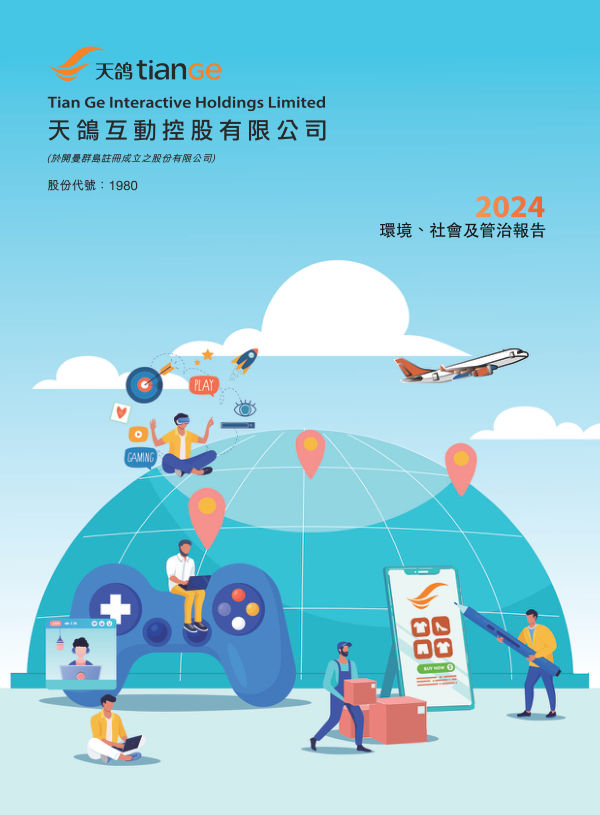 天鴿 tianGe
Tian Ge Interactive Holdings Limited
天鴿互動控股有限公司
(於開曼群島註冊成立之股份有限公司)
股份代號：1980
2024
環境、社會及管治報告
PLAY
GAMING
LIVE
BUY NOW